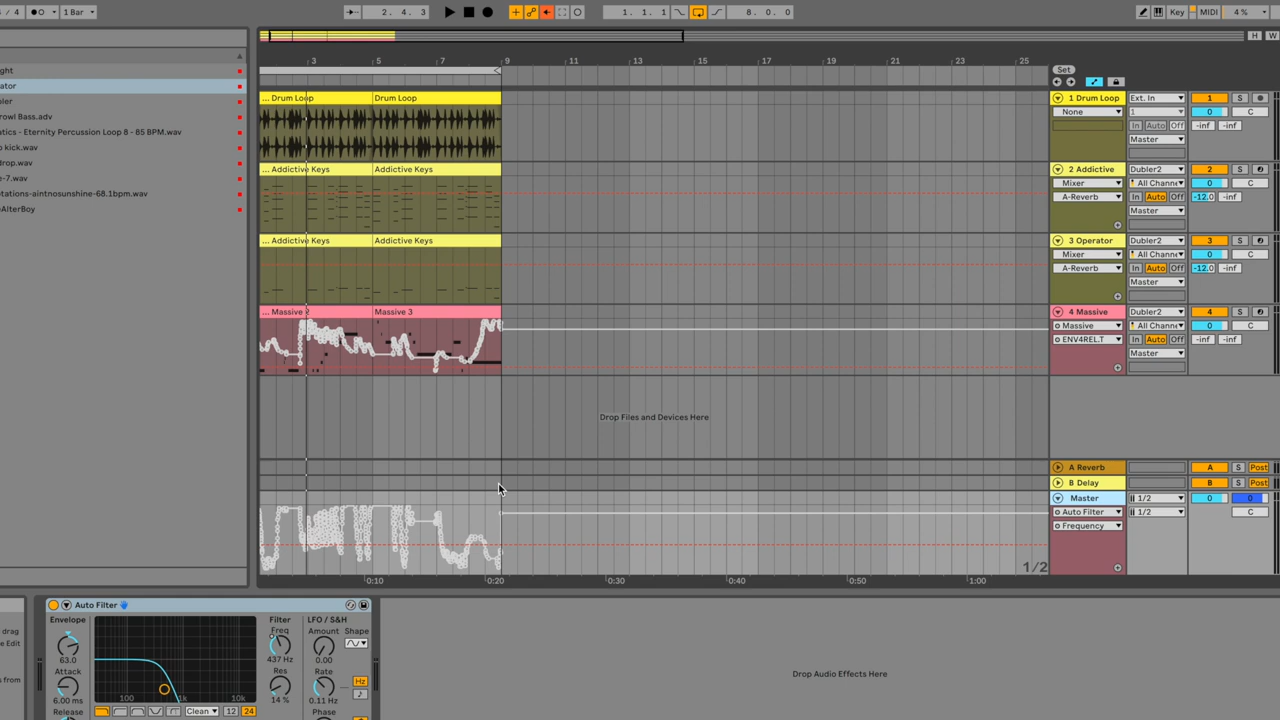 / 4 1 Bar 2. 4. 3 1. 1. 1 8. 0. 0 Key MIDI 4 %
H W
3 5 7 9 11 13 15 17 19 21 23 25 Set
ght
ator
pler
rowl Bass.adv
atics - Eternity Percussion Loop 8 - 85 BPM.wav
o kick.wav
drop.wav
e-7.wav
tations-aintnosunshine-68.1bpm.wav
AlterBoy
... Drum Loop Drum Loop 1 Drum Loop Ext. In 1 S
None 1 0 C
In Auto Off -inf -inf
Master
... Addictive Keys Addictive Keys 2 Addictive Dubler2 2 S
Mixer All Channe 0 C
A-Reverb In Auto Off -12.0 -inf
Master
... Addictive Keys Addictive Keys 3 Operator Dubler2 3 S
Mixer All Channe 0 C
A-Reverb In Auto Off -12.0 -inf
Master
... Massive 2 Massive 3 4 Massive Dubler2 4 S
Massive All Channe 0 C
ENV4REL.T In Auto Off -inf -inf
Master
Drop Files and Devices Here
A Reverb A S Post
B Delay B S Post
Master 1/2 0 0
Auto Filter 1/2 C
Frequency
1/2
0:10 0:20 0:30 0:40 0:50 1:00
drag
e Edit
s from
Auto Filter
Envelope Filter LFO / S&H
Freq Amount Shape
63.0 437 Hz 0.00
Attack Res Rate Hz
6.00 ms 14 % 0.11 Hz
100 1k 10k
Release Clean 12 24 Phase
Drop Audio Effects Here